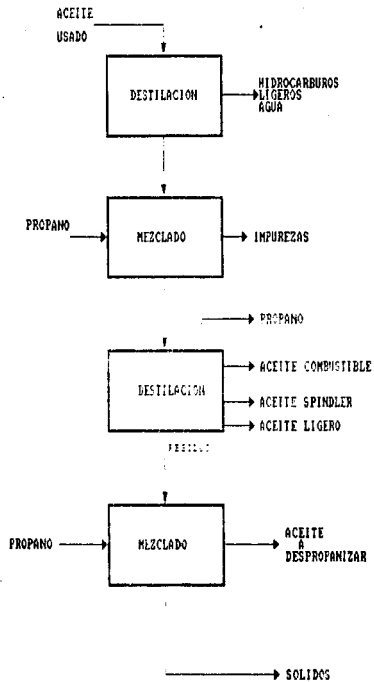 ACEITE
USADO
DESTILACION
HIDROCARBUROS
LIGEROS
AGUA
PROPANO
MEZCLADO
IMPUREZAS
PROPANO
ACEITE COMBUSTIBLE
DESTILACION
ACEITE SPINDLER
ACEITE LIGERO
PROPANO
MEZCLADO
ACEITE
A
DESPROPANIZAR
SOLIDOS